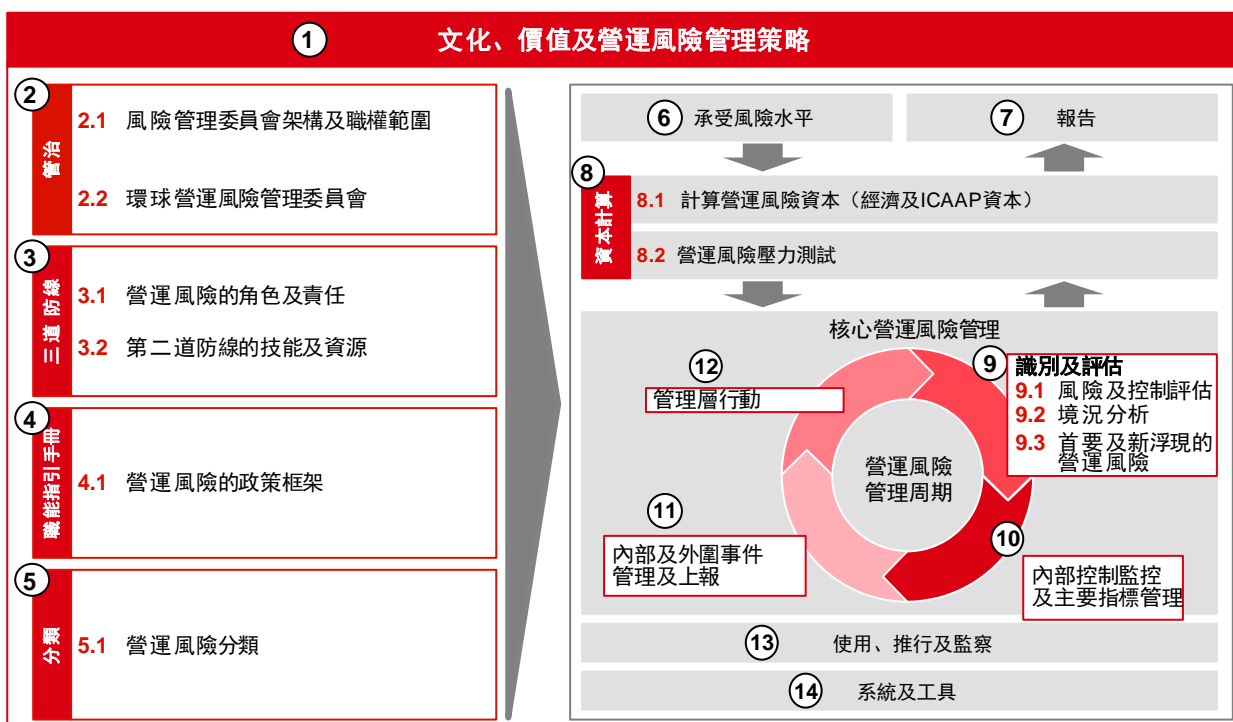 1 文化、價值及營運風險管理策略
2
管治
2.1 風險管理委員會架構及職權範圍
2.2 環球營運風險管理委員會
3
三道防線
3.1 營運風險的角色及責任
3.2 第二道防線的技能及資源
4
職能指引手冊
4.1 營運風險的政策框架
5
分類
5.1 營運風險分類
6 承受風險水平
7 報告
8
資本計算
8.1 計算營運風險資本（經濟及ICAAP資本）
8.2 營運風險壓力測試
核心營運風險管理
9 識別及評估
9.1 風險及控制評估
9.2 境況分析
9.3 首要及新浮現的
營運風險
12
管理層行動
營運風險
管理周期
11
內部及外圍事件
管理及上報
10
內部控制監控
及主要指標管理
13 使用、推行及監察
14 系統及工具